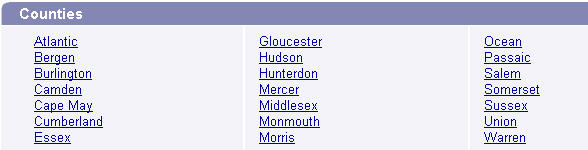 Counties
Atlantic
Bergen
Burlington
Camden
Cape May
Cumberland
Essex
Gloucester
Hudson
Hunterdon
Mercer
Middlesex
Monmouth
Morris
Ocean
Passaic
Salem
Somerset
Sussex
Union
Warren